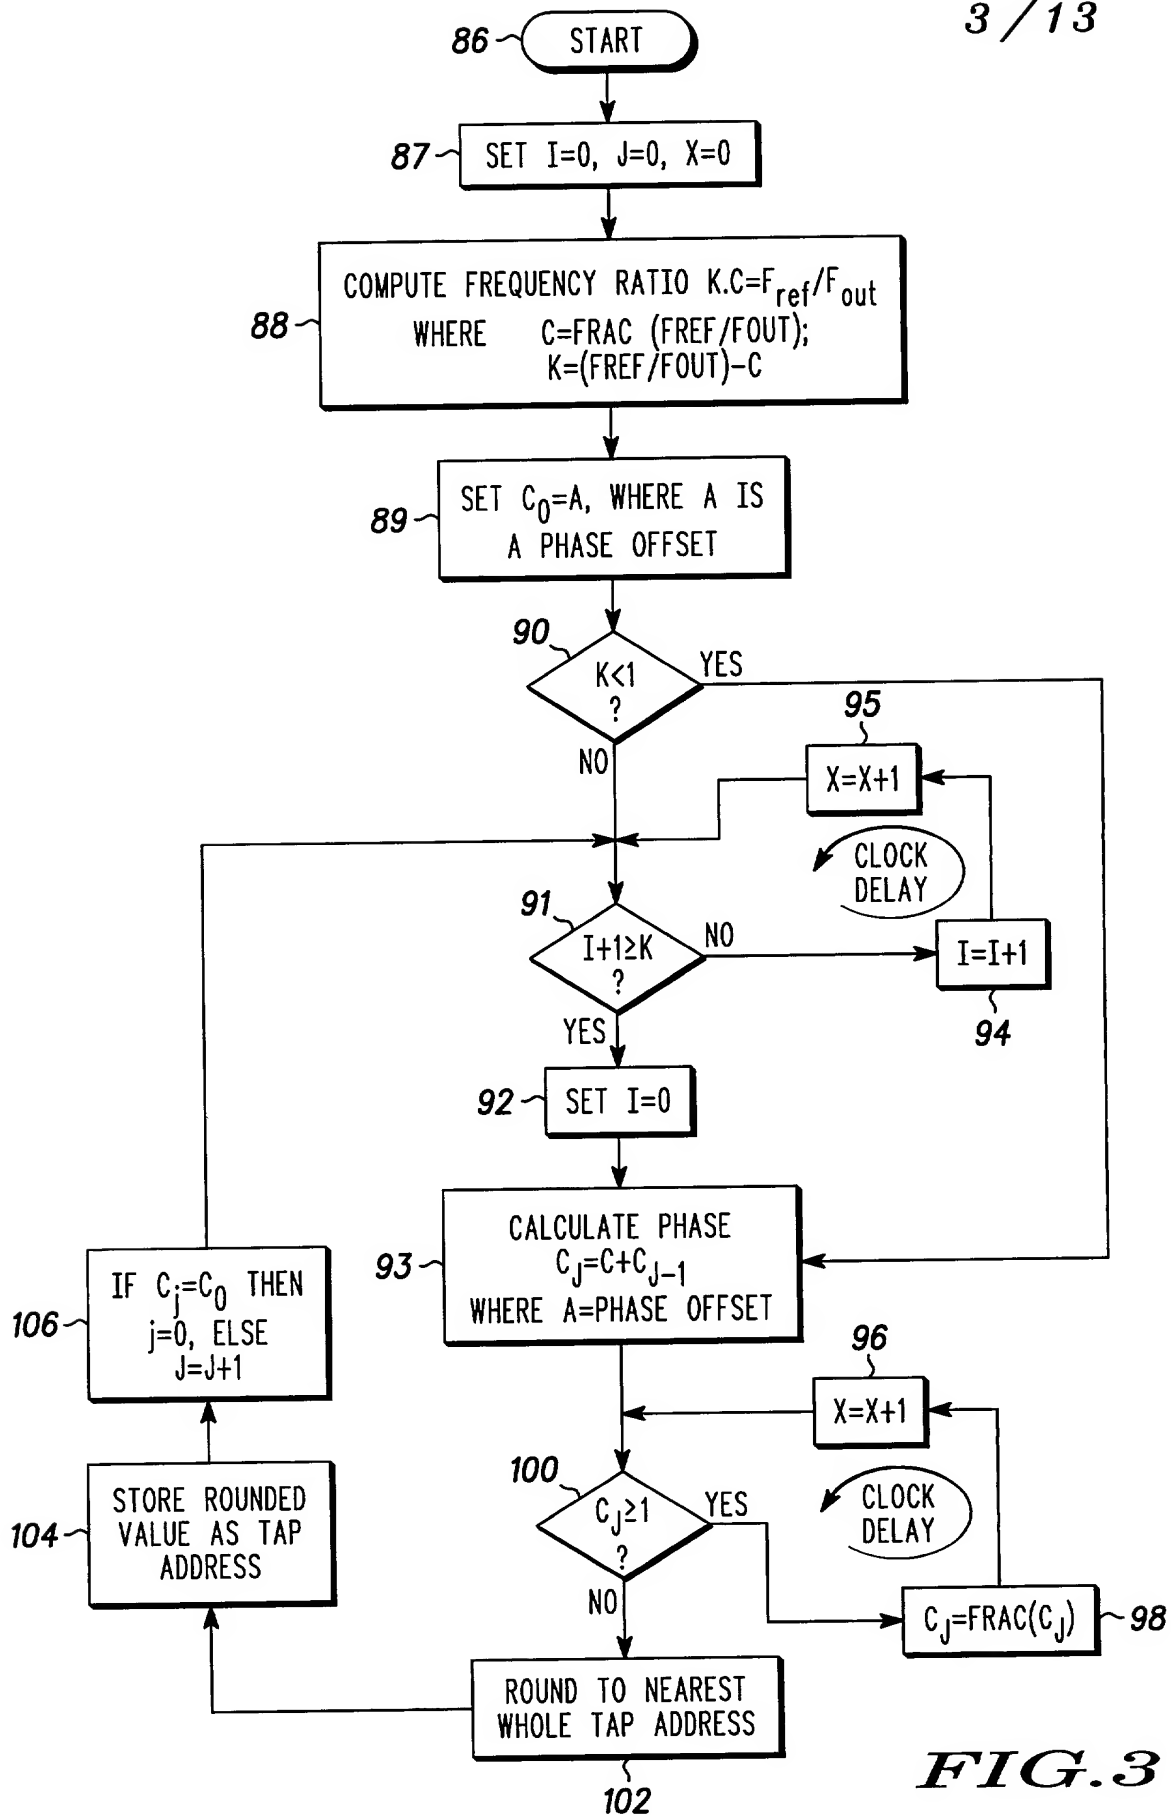 3/13
86
START
87
SET I=0, J=0, X=0
88
COMPUTE FREQUENCY RATIO K.C=Fref/Fout
WHERE C=FRAC (FREF/FOUT);
K=(FREF/FOUT)-C
89
SET C0=A, WHERE A IS
A PHASE OFFSET
90
K<1
?
YES
NO
95
X=X+1
CLOCK
DELAY
91
I+1≥K
?
NO
YES
I=I+1
94
92
SET I=0
93
CALCULATE PHASE
CJ=C+CJ-1
WHERE A=PHASE OFFSET
106
IF Cj=C0 THEN
j=0, ELSE
J=J+1
96
X=X+1
CLOCK
DELAY
100
CJ≥1
?
YES
NO
CJ=FRAC(CJ)
98
104
STORE ROUNDED
VALUE AS TAP
ADDRESS
ROUND TO NEAREST
WHOLE TAP ADDRESS
102
FIG.3